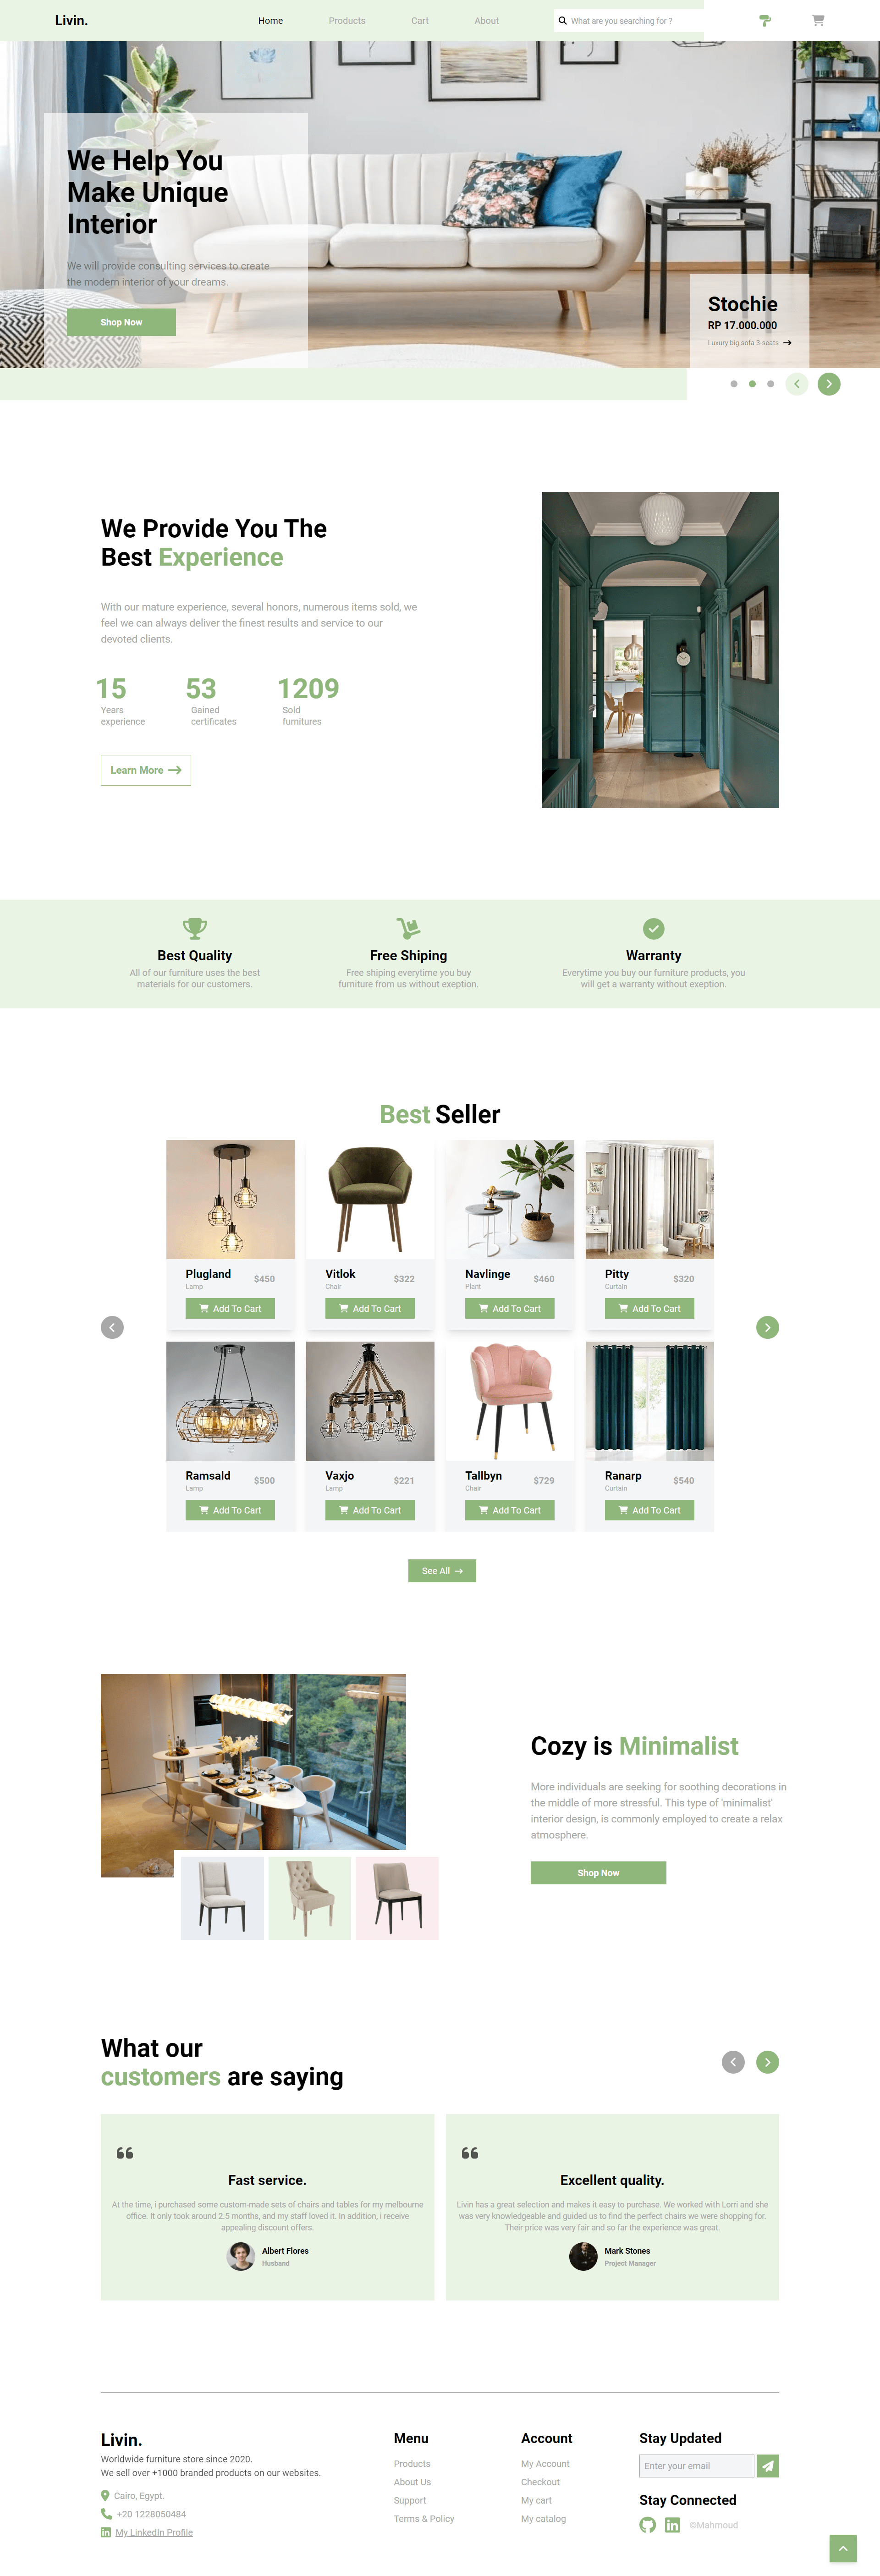 Livin.
Home
Products
Cart
About
What are you searching for ?
We Help You
Make Unique
Interior
We will provide consulting services to create
the modern interior of your dreams.
Shop Now
Stochie
RP 17.000.000
Luxury big sofa 3-seats
We Provide You The
Best Experience
With our mature experience, several honors, numerous items sold, we
feel we can always deliver the finest results and service to our
devoted clients.
15
Years
experience
53
Gained
certificates
1209
Sold
furnitures
Learn More
Best Quality
All of our furniture uses the best
materials for our customers.
Free Shiping
Free shiping everytime you buy
furniture from us without exeption.
Warranty
Everytime you buy our furniture products, you
will get a warranty without exeption.
Best Seller
Plugland
Lamp
$450
Add To Cart
Vitlok
Chair
$322
Add To Cart
Navlinge
Plant
$460
Add To Cart
Pitty
Curtain
$320
Add To Cart
Ramsald
Lamp
$500
Add To Cart
Vaxjo
Lamp
$221
Add To Cart
Tallbyn
Chair
$729
Add To Cart
Ranarp
Curtain
$540
Add To Cart
See All
Cozy is Minimalist
More individuals are seeking for soothing decorations in
the middle of more stressful. This type of 'minimalist'
interior design, is commonly employed to create a relax
atmosphere.
Shop Now
What our
customers are saying
Fast service.
At the time, i purchased some custom-made sets of chairs and tables for my melbourne
office. It only took around 2.5 months, and my staff loved it. In addition, i receive
appealing discount offers.
Albert Flores
Husband
Excellent quality.
Livin has a great selection and makes it easy to purchase. We worked with Lorri and she
was very knowledgeable and guided us to find the perfect chairs we were shopping for.
Their price was very fair and so far the experience was great.
Mark Stones
Project Manager
Livin.
Worldwide furniture store since 2020.
We sell over +1000 branded products on our websites.
Cairo, Egypt.
+20 1228050484
My LinkedIn Profile
Menu
Products
About Us
Support
Terms & Policy
Account
My Account
Checkout
My cart
My catalog
Stay Updated
Enter your email
Stay Connected
©Mahmoud